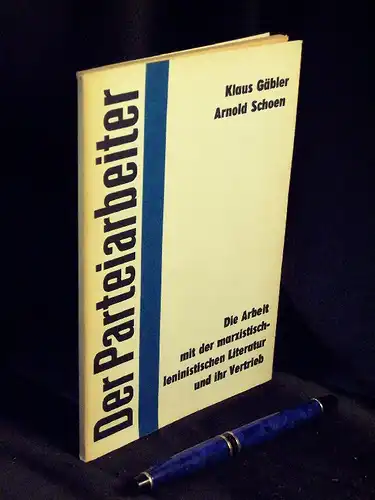 Der Parteiarbeiter
Klaus Gäbler
Arnold Schoen
Die Arbeit
mit der marxistisch-
leninistischen Literatur
und ihr Vertrieb